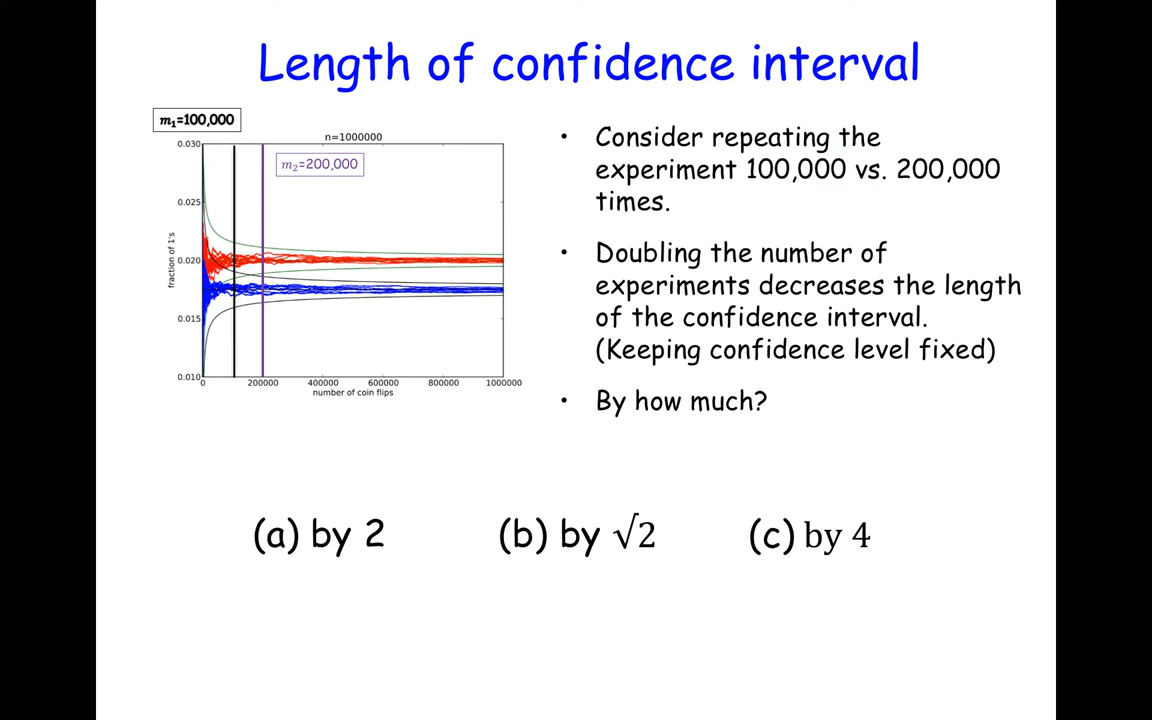 Length of confidence interval
m₁=100,000
n=1000000
m₂=200,000
0.030
0.025
0.020
0.015
0.010
fraction of 1's
0 200000 400000 600000 800000 1000000
number of coin flips
• Consider repeating the
experiment 100,000 vs. 200,000
times.
• Doubling the number of
experiments decreases the length
of the confidence interval.
(Keeping confidence level fixed)
• By how much?
(a) by 2 (b) by √2 (c) by 4